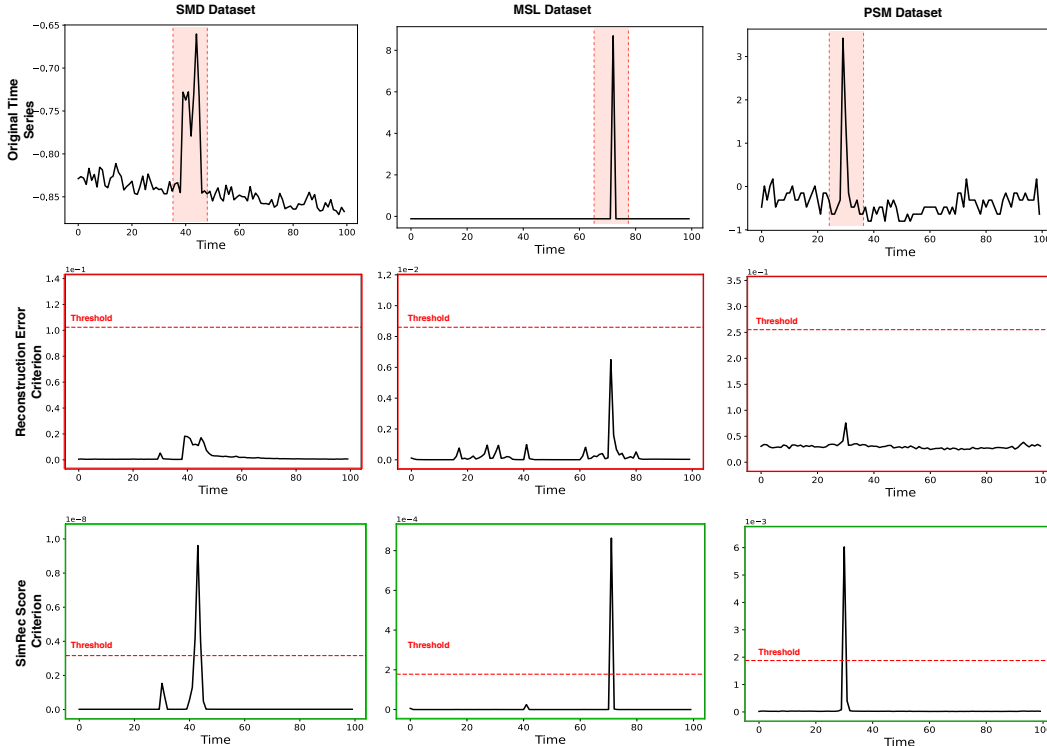 SMD Dataset
MSL Dataset
PSM Dataset
Original Time
Series
−0.65
−0.70
−0.75
−0.80
−0.85
0 20 40 60 80 100
Time
8
6
4
2
0
0 20 40 60 80 100
Time
3
2
1
0
−1
0 20 40 60 80 100
Time
Reconstruction Error
Criterion
1e−1
1.4
1.2
1.0
0.8
0.6
0.4
0.2
0.0
Threshold
0 20 40 60 80 100
Time
1e−2
1.2
1.0
0.8
0.6
0.4
0.2
0.0
Threshold
0 20 40 60 80 100
Time
1e−1
3.5
3.0
2.5
2.0
1.5
1.0
0.5
0.0
Threshold
0 20 40 60 80 100
Time
SimRec Score
Criterion
1e−8
1.0
0.8
0.6
0.4
0.2
0.0
Threshold
0 20 40 60 80 100
Time
1e−4
8
6
4
2
0
Threshold
0 20 40 60 80 100
Time
1e−3
6
5
4
3
2
1
0
Threshold
0 20 40 60 80 100
Time